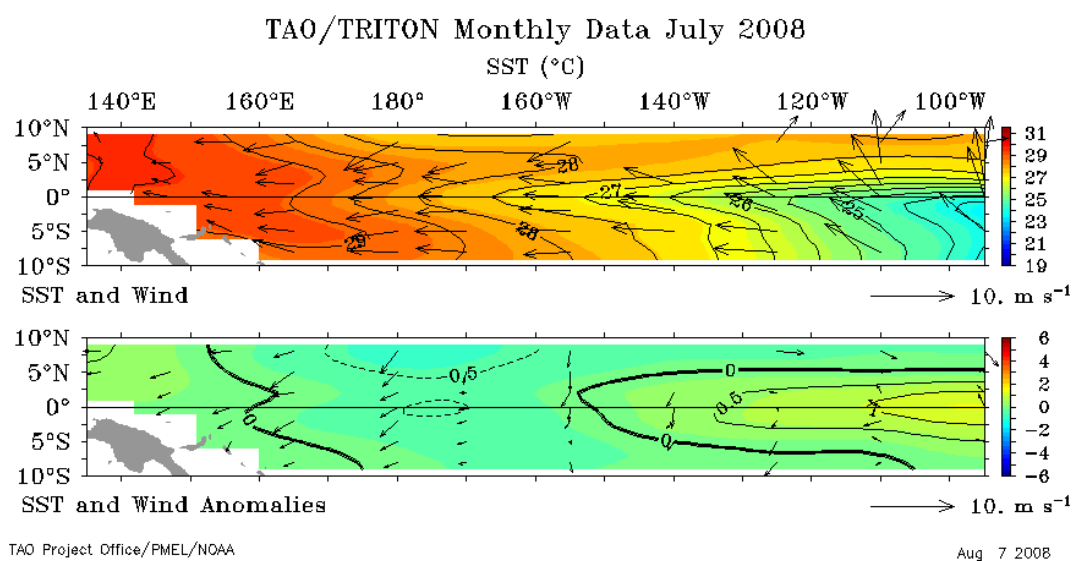 TAO/TRITON Monthly Data July 2008
SST (°C)
140°E 160°E 180° 160°W 140°W 120°W 100°W
10°N
5°N
0°
5°S
10°S
28
27
26
25
29
28
31
29
27
25
23
21
19
SST and Wind
10. m s⁻¹
10°N
5°N
0°
5°S
10°S
0.5
0
0.5
1
0
0
6
4
2
0
-2
-4
-6
SST and Wind Anomalies
10. m s⁻¹
TAO Project Office/PMEL/NOAA
Aug 7 2008